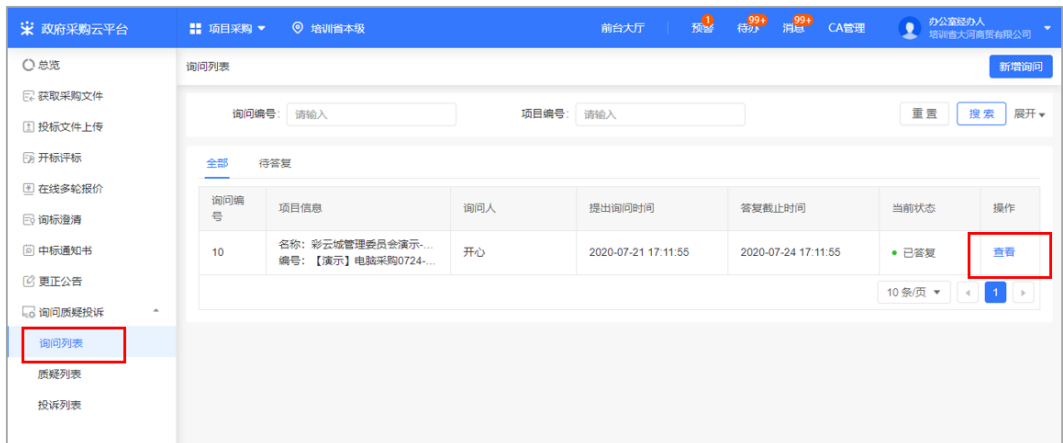 政府采购云平台
项目采购
培训省本级
前台大厅
预警
1
待办
99+
消息
99+
CA管理
办公室经办人
培训省大河商贸有限公司
总览
获取采购文件
投标文件上传
开标评标
在线多轮报价
询标澄清
中标通知书
更正公告
询问质疑投诉
询问列表
质疑列表
投诉列表
询问列表
新增询问
询问编号： 请输入
项目编号： 请输入
重置
搜索
展开
全部 待答复
询问编号 项目信息 询问人 提出询问时间 答复截止时间 当前状态 操作
10 名称：彩云城管理委员会演示-... 开心 2020-07-21 17:11:55 2020-07-24 17:11:55 已答复 查看
编号：【演示】电脑采购0724-...
10 条/页 1